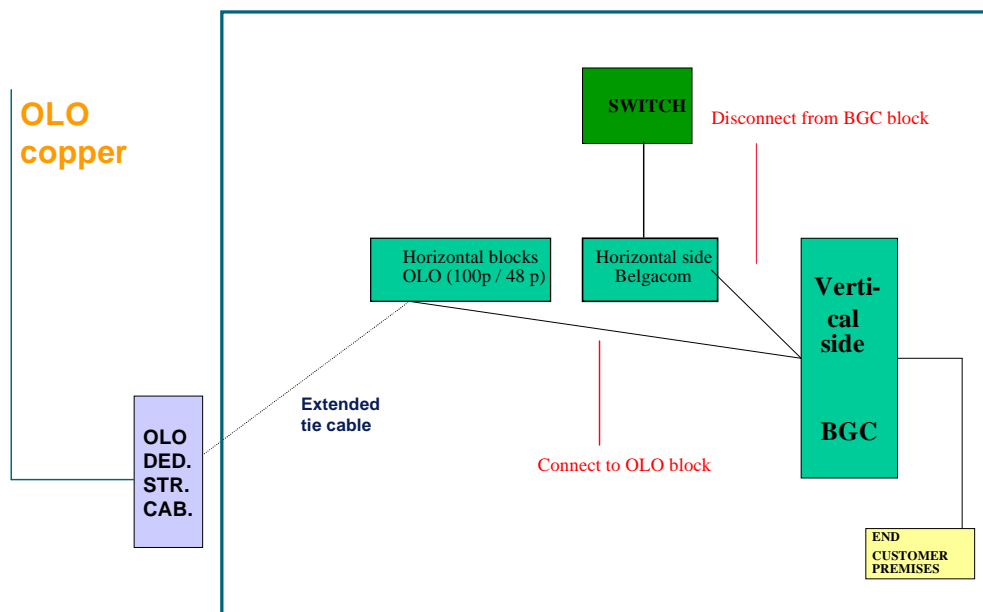 OLO
copper
SWITCH
Disconnect from BGC block
Horizontal blocks
OLO (100p / 48 p)
Horizontal side
Belgacom
Verti-
cal
side
BGC
Extended
tie cable
OLO
DED.
STR.
CAB.
Connect to OLO block
END
CUSTOMER
PREMISES